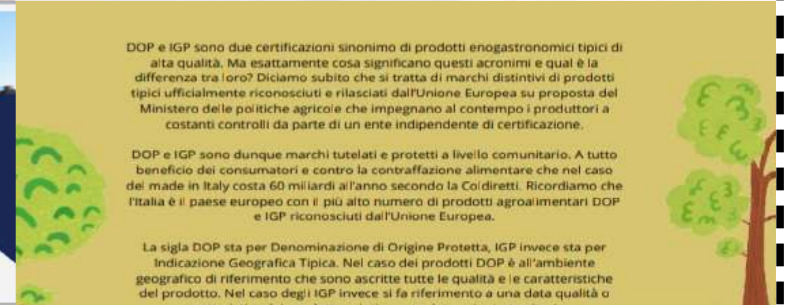 DOP e IGP sono due certificazioni sinonimo di prodotti enogastronomici tipici di
alta qualità. Ma esattamente cosa significano questi acronimi e qual è la
differenza tra loro? Diciamo subito che si tratta di marchi distintivi di prodotti
tipici ufficialmente riconosciuti e rilasciati dall'Unione Europea su proposta del
Ministero delle politiche agricole che impegnano al contempo i produttori a
costanti controlli da parte di un ente indipendente di certificazione.
DOP e IGP sono dunque marchi tutelati e protetti a livello comunitario. A tutto
beneficio dei consumatori e contro la contraffazione alimentare che nel caso
del made in Italy costa 60 miliardi all'anno secondo la Coldiretti. Ricordiamo che
l'Italia è il paese europeo con il più alto numero di prodotti agroalimentari DOP
e IGP riconosciuti dall'Unione Europea.
La sigla DOP sta per Denominazione di Origine Protetta, IGP invece sta per
Indicazione Geografica Tipica. Nel caso dei prodotti DOP è all'ambiente
geografico di riferimento che sono ascritte tutte le qualità e le caratteristiche
del prodotto. Nel caso degli IGP invece si fa riferimento a una data qualità o